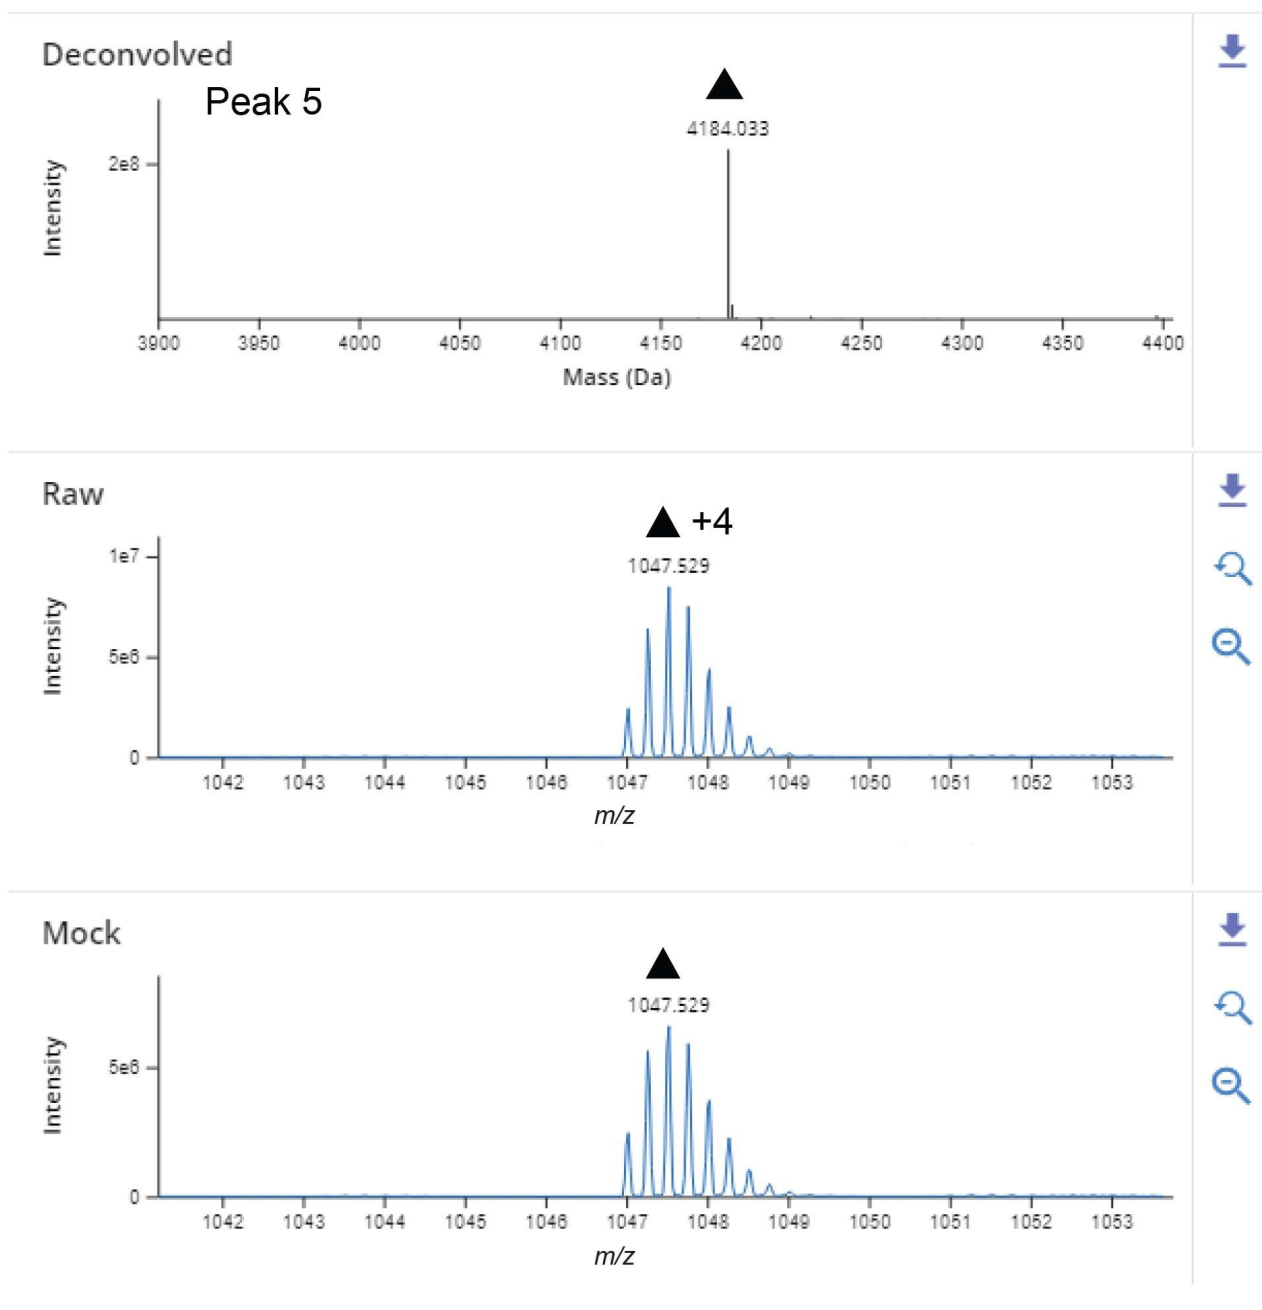 Deconvolved
Peak 5
4184.033
2e8
Intensity
3900 3950 4000 4050 4100 4150 4200 4250 4300 4350 4400
Mass (Da)
Raw
+4
1047.529
1e7
5e6
0
Intensity
1042 1043 1044 1045 1046 1047 1048 1049 1050 1051 1052 1053
m/z
Mock
1047.529
5e6
0
Intensity
1042 1043 1044 1045 1046 1047 1048 1049 1050 1051 1052 1053
m/z